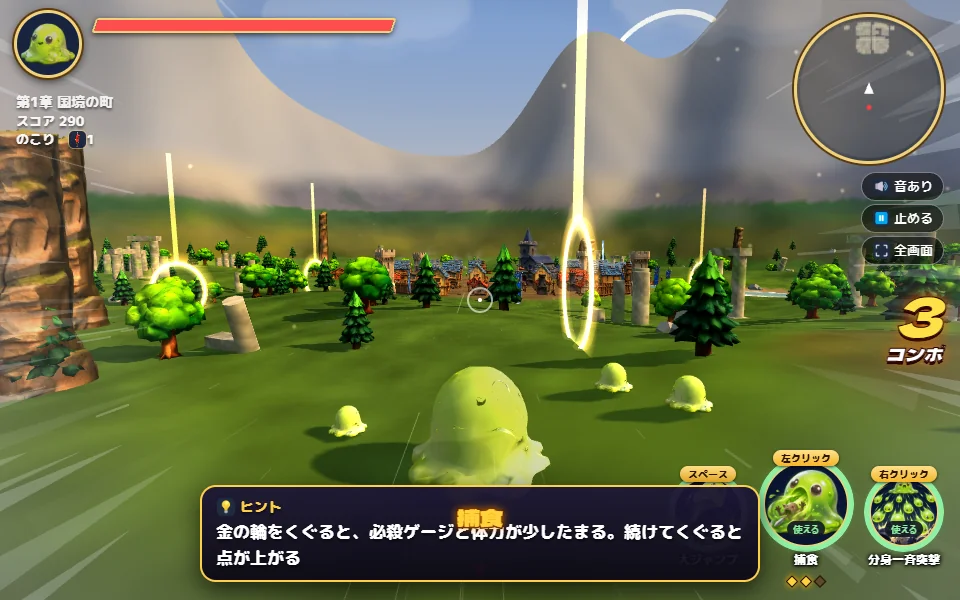 第1章 国境の町
スコア 290
のこり 1
音あり
止める
全画面
3
コンボ
スペース
左クリック
右クリック
使える
使える
捕食
分身一斉突撃
ヒント
捕食
金の輪をくぐると、必殺ゲージと体力が少したまる。続けてくぐると
点が上がる